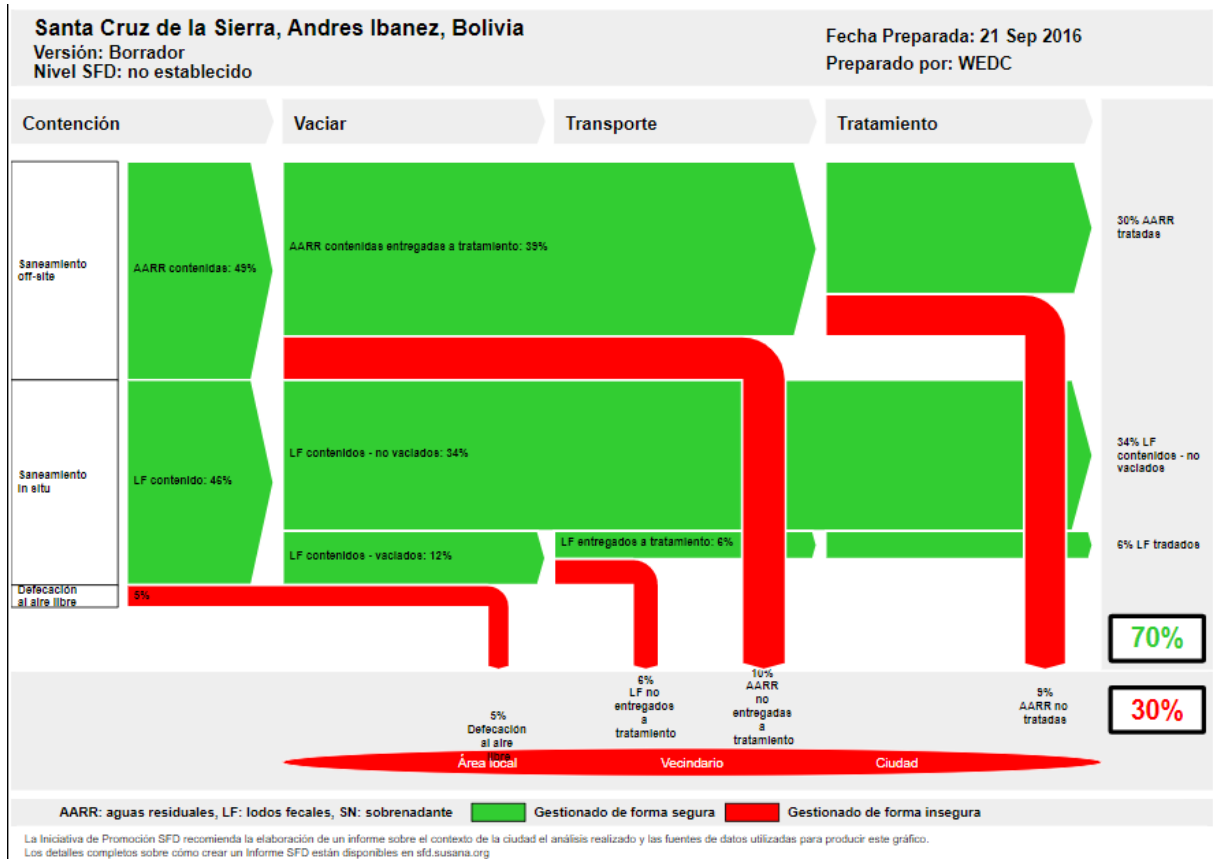 Santa Cruz de la Sierra, Andres Ibanez, Bolivia
Versión: Borrador
Nivel SFD: no establecido
Fecha Preparada: 21 Sep 2016
Preparado por: WEDC
Contención
Vaciar
Transporte
Tratamiento
Saneamiento
off-site
AARR contenidas: 49%
AARR contenidas entregadas a tratamiento: 39%
30% AARR
tratadas
Saneamiento
in situ
LF contenido: 46%
LF contenidos - no vaciados: 34%
34% LF
contenidos - no
vaciados
LF contenidos - vaciados: 12%
LF entregados a tratamiento: 6%
6% LF tradados
Defecación
al aire libre
5%
70%
5%
Defecación
al aire
libre
6%
LF no
entregados
a
tratamiento
10%
AARR
no
entregadas
a
tratamiento
9%
AARR no
tratadas
30%
Área local
Vecindario
Ciudad
AARR: aguas residuales, LF: lodos fecales, SN: sobrenadante
Gestionado de forma segura
Gestionado de forma insegura
La Iniciativa de Promoción SFD recomienda la elaboración de un informe sobre el contexto de la ciudad el análisis realizado y las fuentes de datos utilizadas para producir este gráfico.
Los detalles completos sobre cómo crear un Informe SFD están disponibles en sfd.susana.org